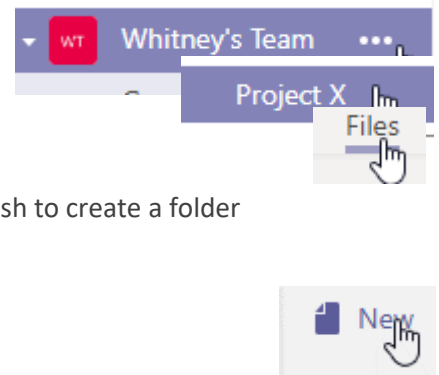 WT Whitney's Team •••
Project X
Files
sh to create a folder
New